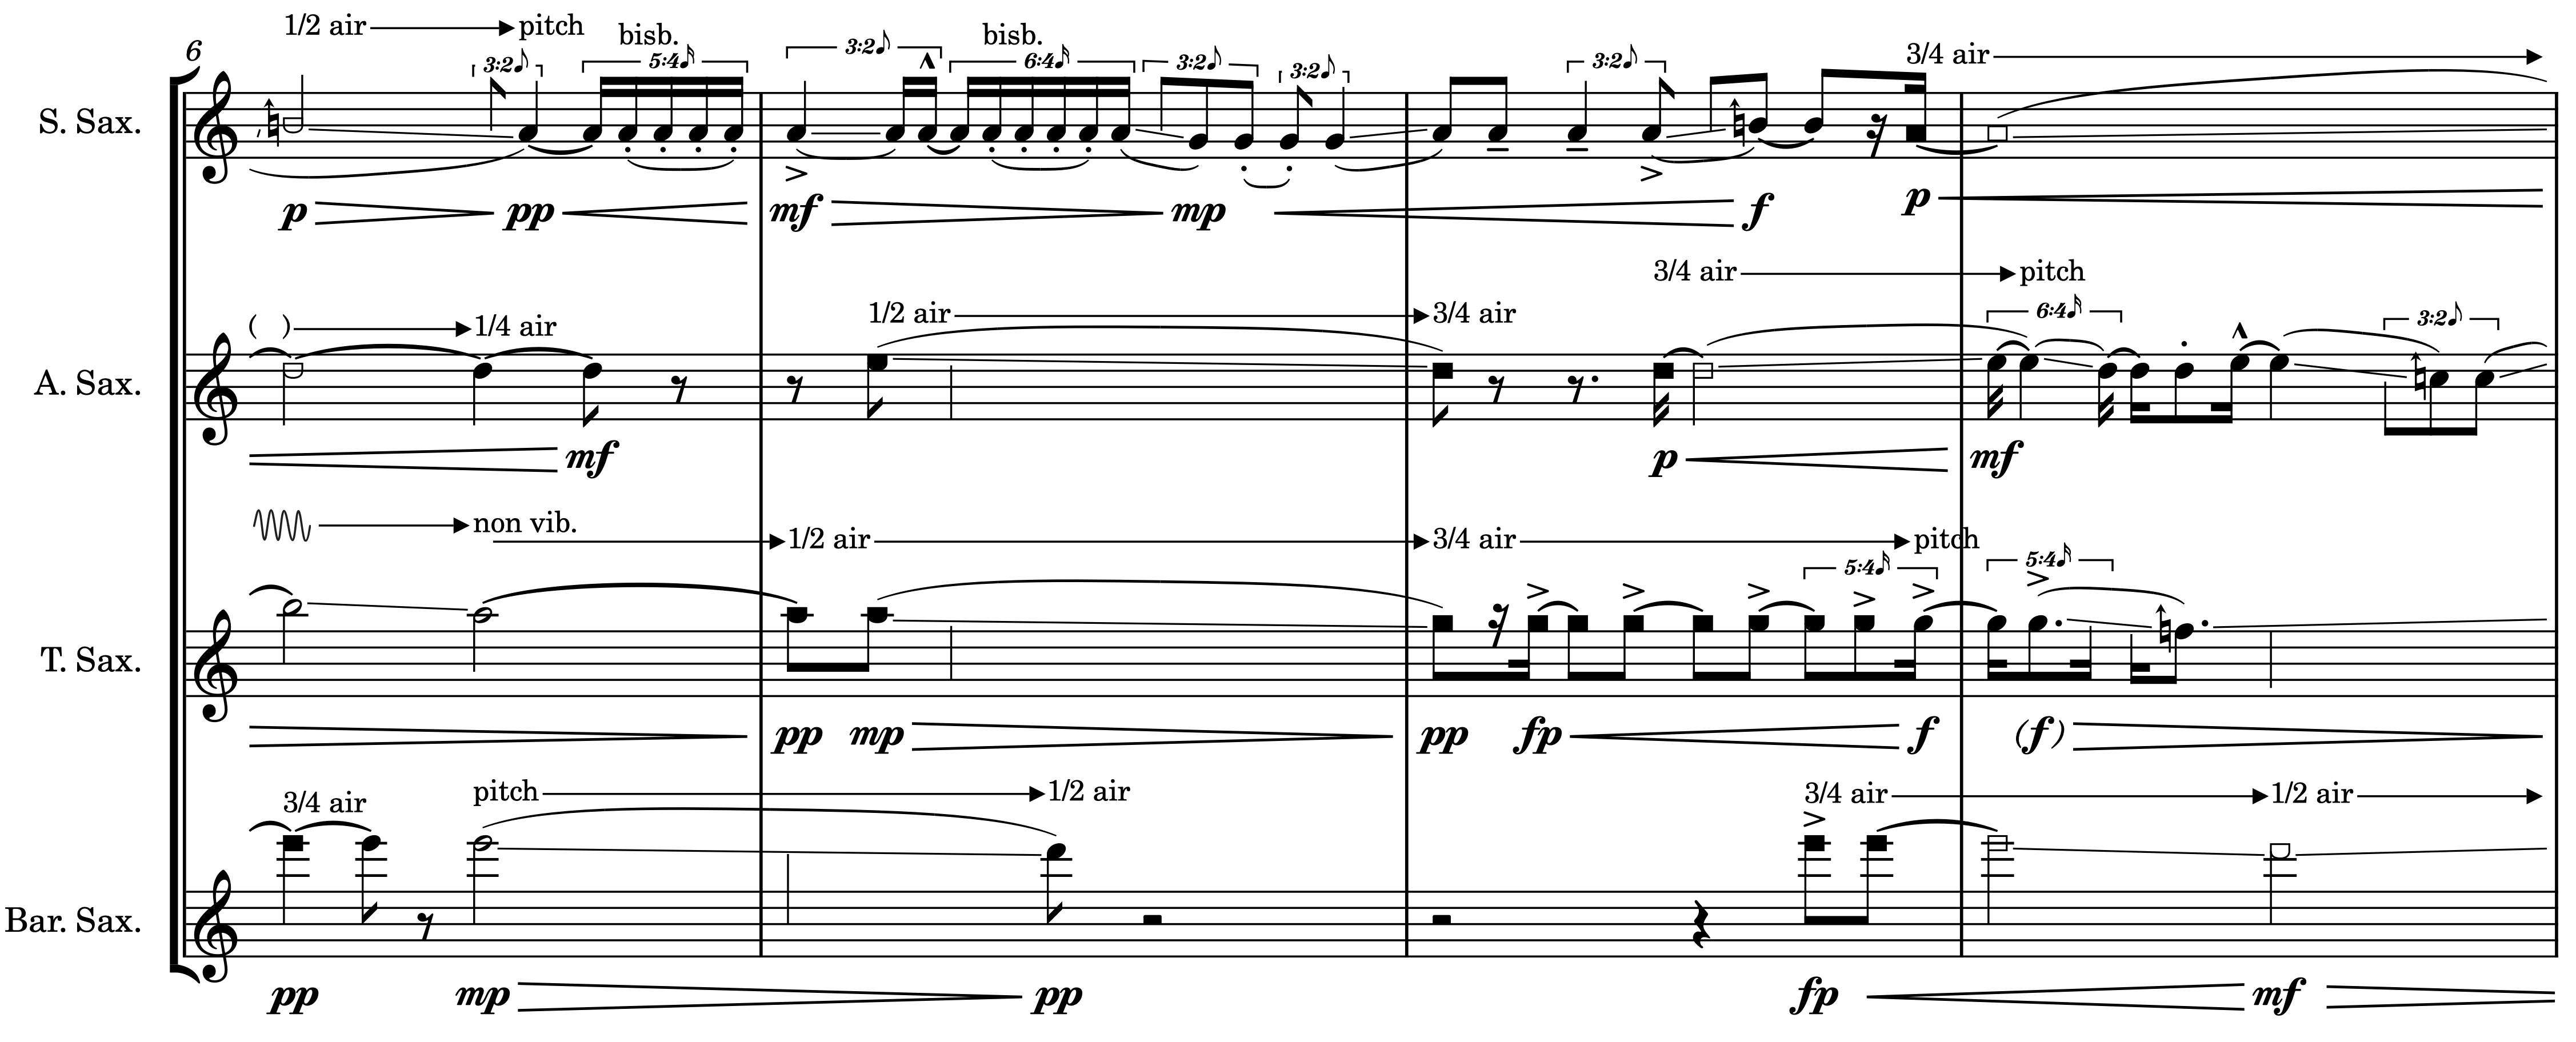 1/2 air pitch
bisb. bisb.
6 3:2 5:4 3:2 6:4 3:2 3:2 3:2 3/4 air
S. Sax.
p pp mf mp f p
3/4 air pitch
( ) 1/4 air 1/2 air 3/4 air 6:4 3:2
A. Sax.
mf p mf
non vib. 1/2 air 3/4 air pitch
5:4 5:4
T. Sax.
pp mp pp fp f (f)
3/4 air pitch 1/2 air 3/4 air 1/2 air
Bar. Sax.
pp mp pp fp mf